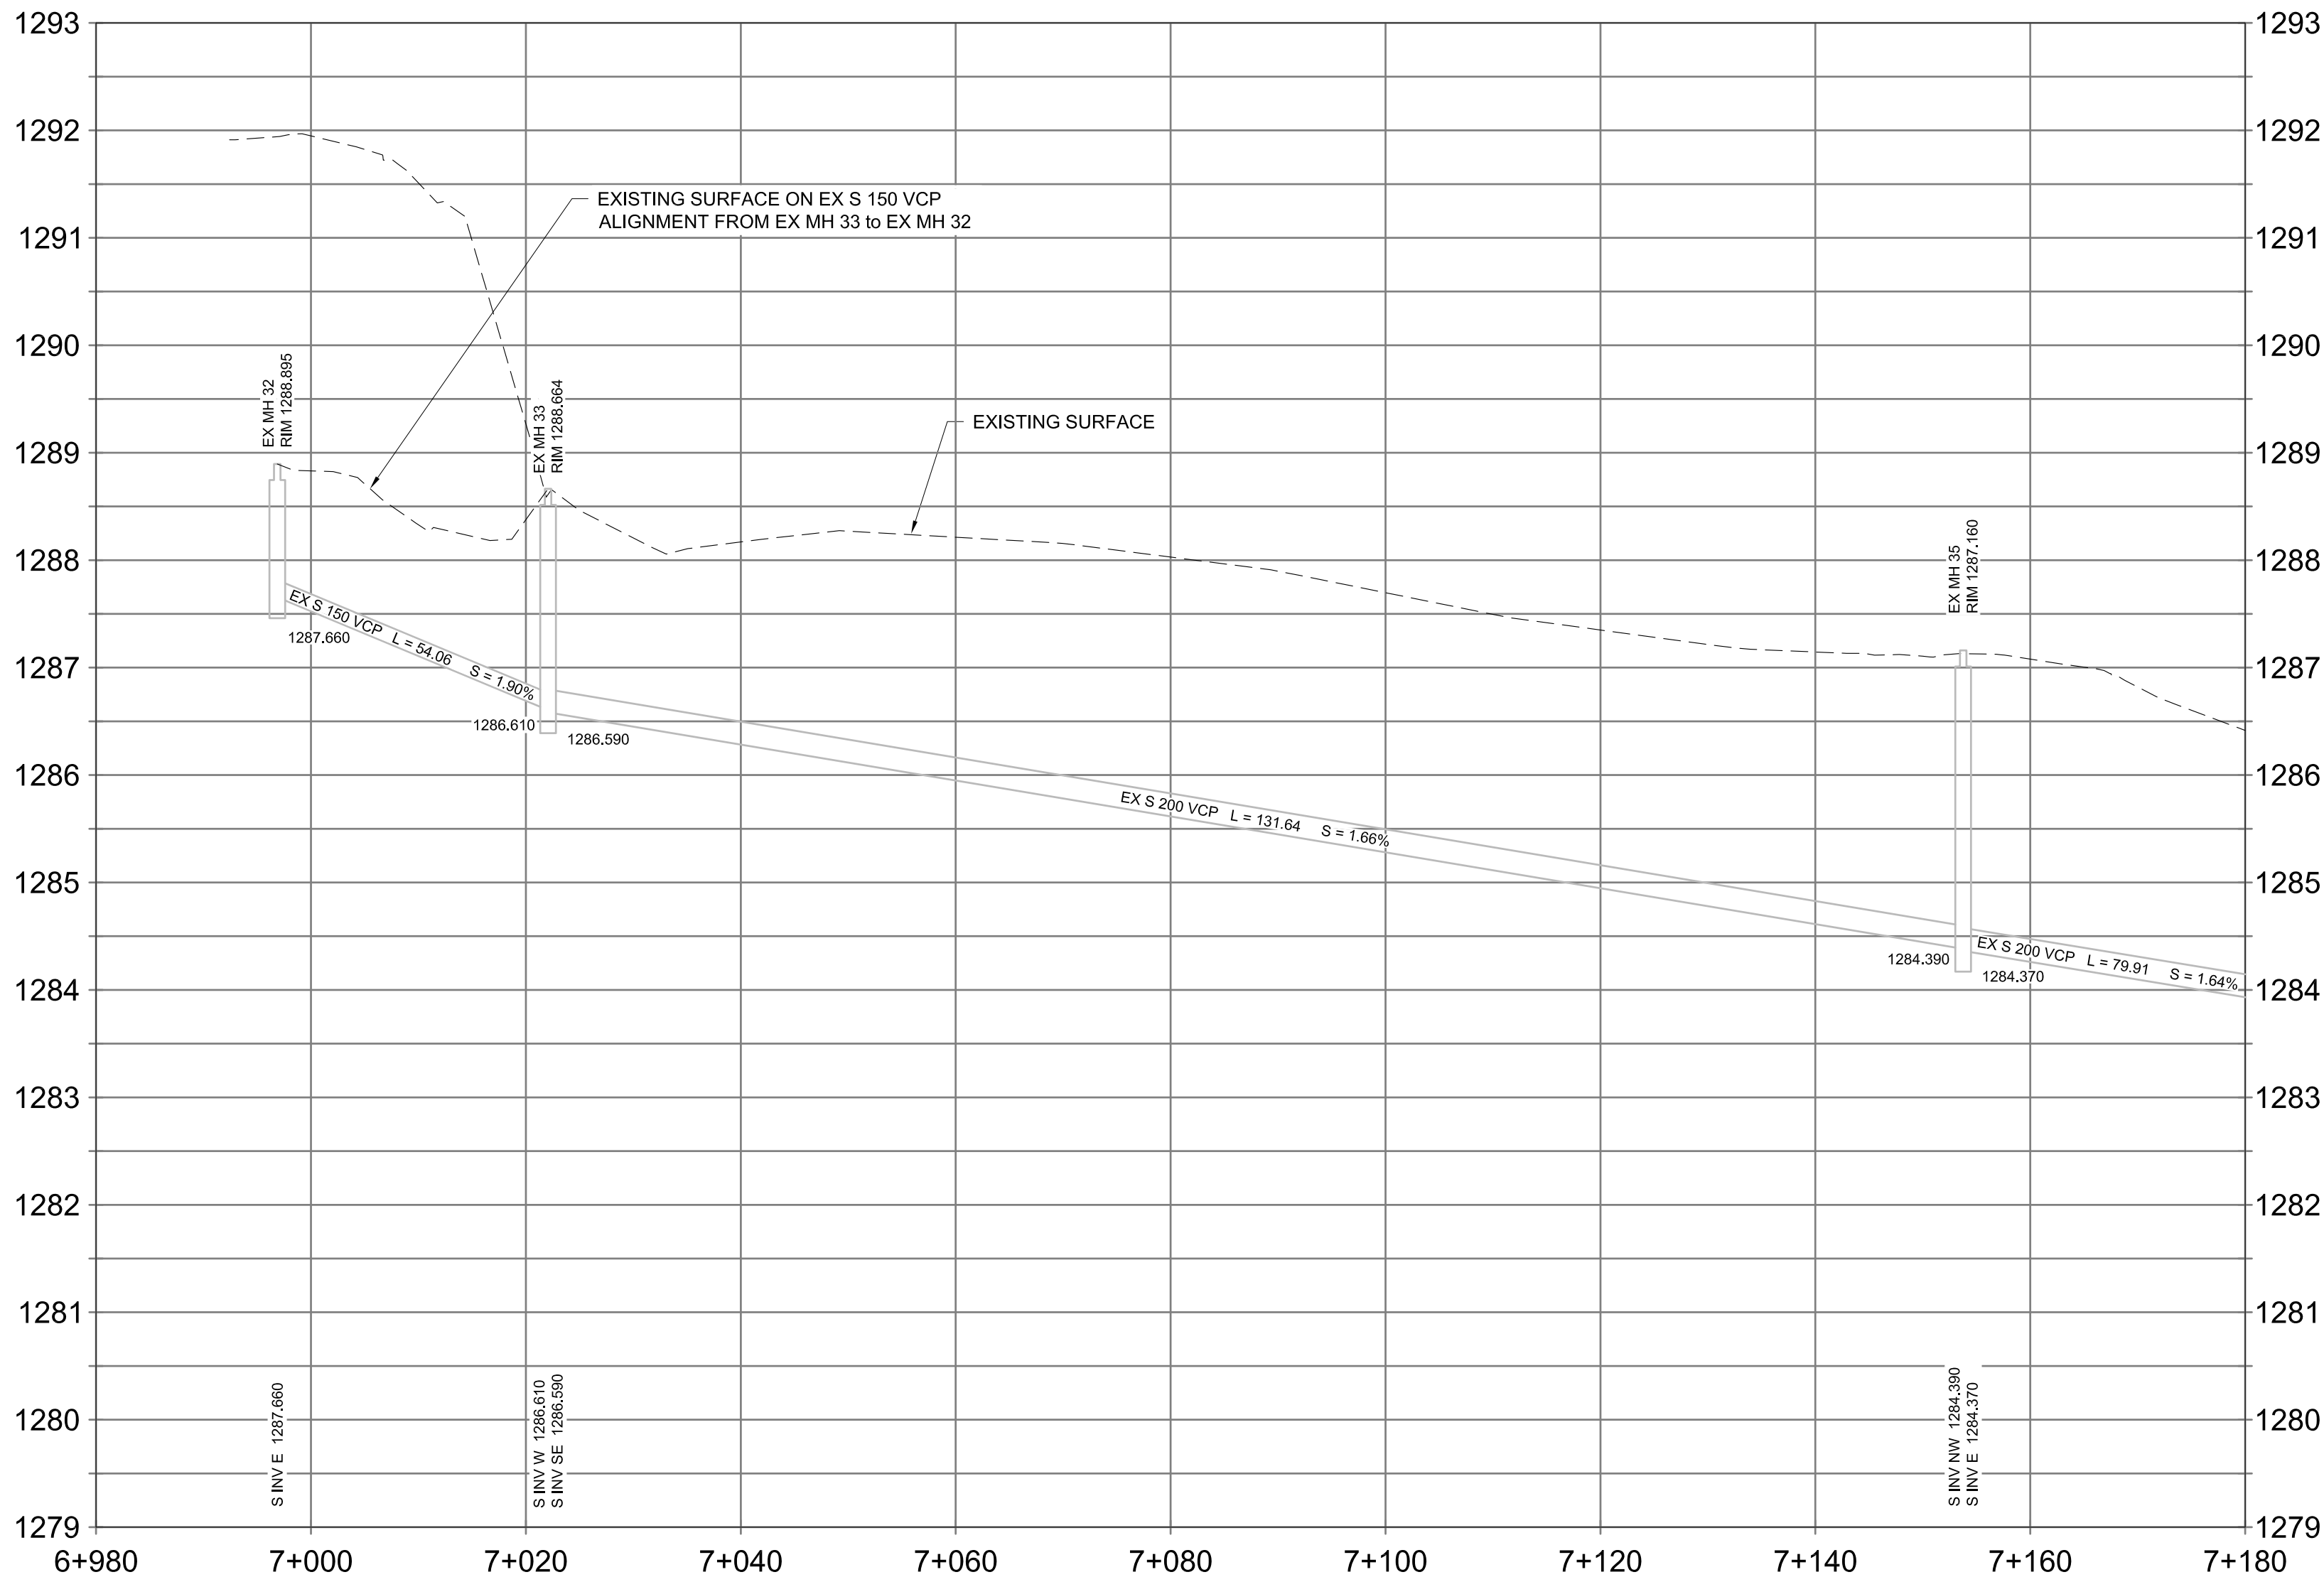 1293
1293
1292
1292
EXISTING SURFACE ON EX S 150 VCP
ALIGNMENT FROM EX MH 33 to EX MH 32
1291
1291
1290
1290
EX MH 32
RIM 1288.895
EX MH 33
RIM 1288.664
EXISTING SURFACE
1289
1289
EX MH 35
RIM 1287.160
1288
1288
EX S 150 VCP L = 54.06 S = 1.90%
1287.660
1287
1287
1286.610
1286.590
1286
1286
EX S 200 VCP L = 131.64 S = 1.66%
1285
1285
EX S 200 VCP L = 79.91 S = 1.64%
1284.390
1284.370
1284
1284
1283
1283
1282
1282
1281
1281
S INV E 1287.660
S INV W 1286.610
S INV SE 1286.590
S INV NW 1284.390
S INV E 1284.370
1280
1280
1279
1279
6+980 7+000 7+020 7+040 7+060 7+080 7+100 7+120 7+140 7+160 7+180